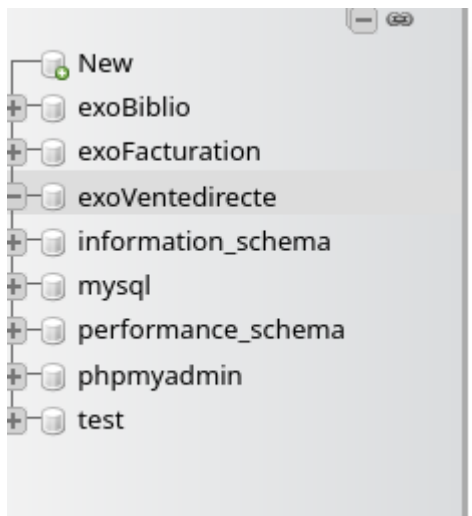 New
exoBiblio
exoFacturation
exoVentedirecte
information_schema
mysql
performance_schema
phpmyadmin
test